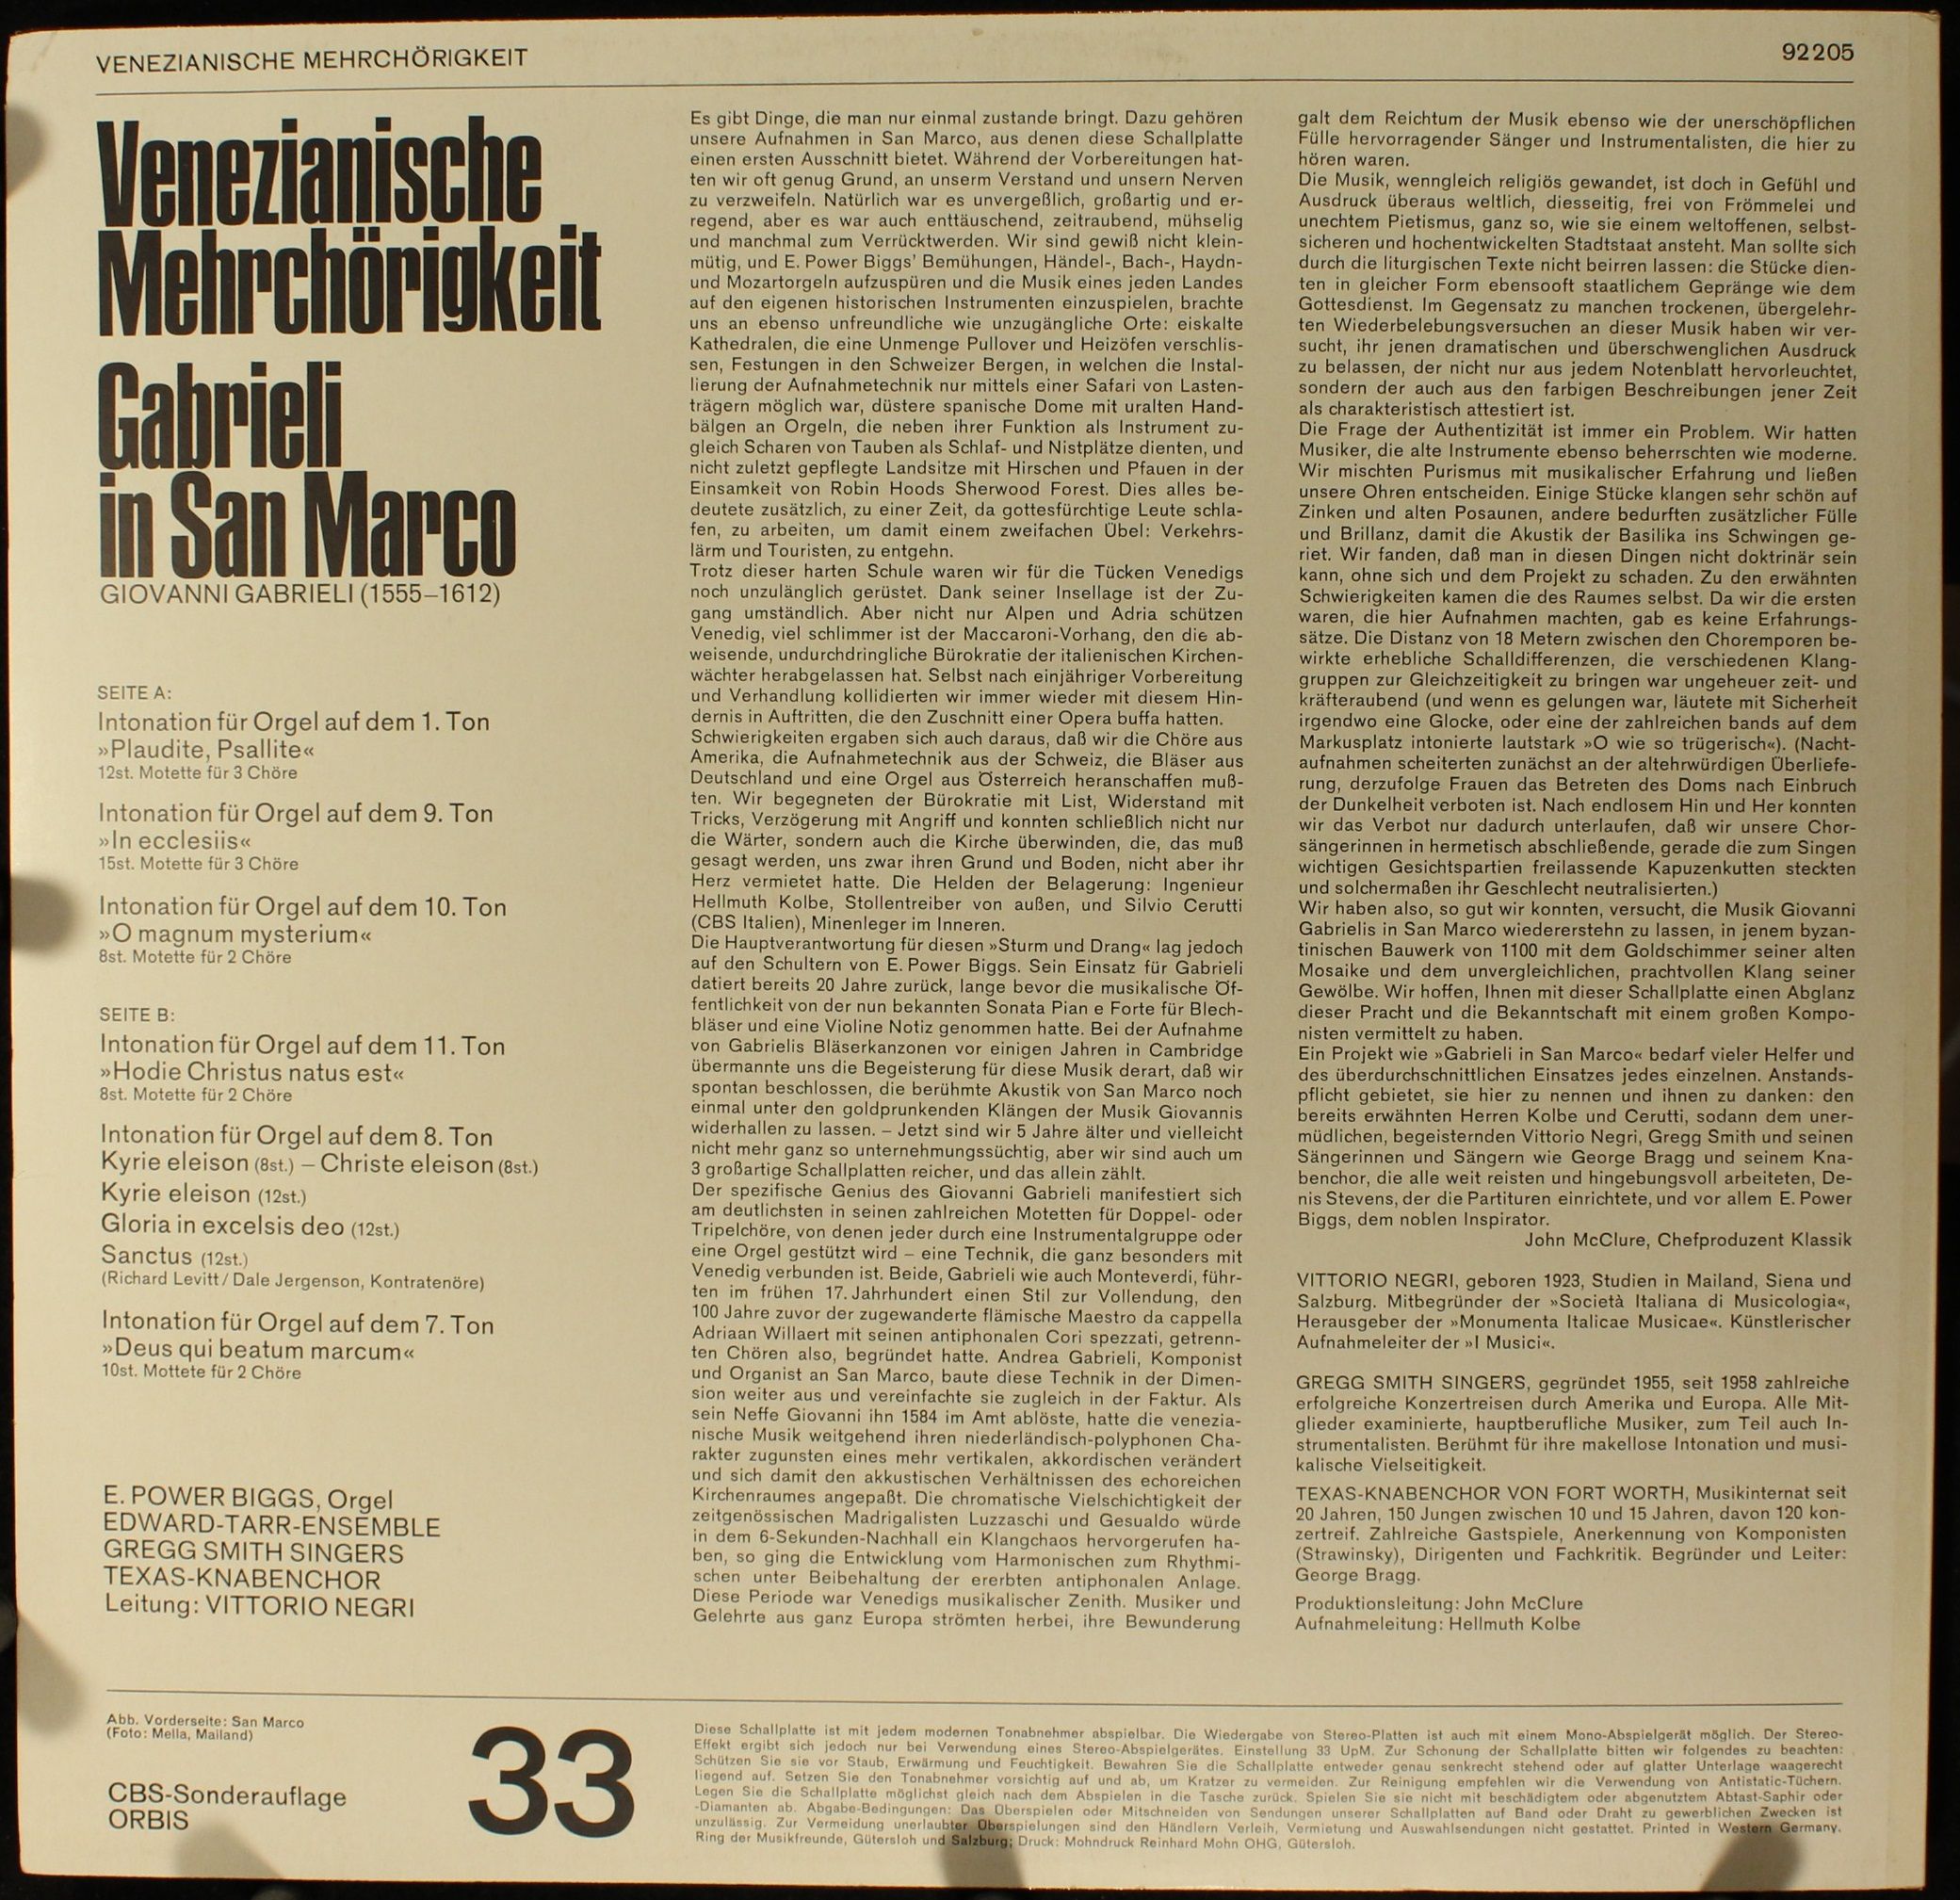 VENEZIANISCHE MEHRCHÖRIGKEIT
92205
Venezianische
Mehrchörigkeit
Gabrieli
in San Marco
GIOVANNI GABRIELI (1555–1612)
SEITE A:
Intonation für Orgel auf dem 1. Ton
»Plaudite, Psallite«
12st. Motette für 3 Chöre
Intonation für Orgel auf dem 9. Ton
»In ecclesiis«
15st. Motette für 3 Chöre
Intonation für Orgel auf dem 10. Ton
»O magnum mysterium«
8st. Motette für 2 Chöre
SEITE B:
Intonation für Orgel auf dem 11. Ton
»Hodie Christus natus est«
8st. Motette für 2 Chöre
Intonation für Orgel auf dem 8. Ton
Kyrie eleison (8st.) – Christe eleison (8st.)
Kyrie eleison (12st.)
Gloria in excelsis deo (12st.)
Sanctus (12st.)
(Richard Levitt / Dale Jergenson, Kontratenöre)
Intonation für Orgel auf dem 7. Ton
»Deus qui beatum marcum«
10st. Mottete für 2 Chöre
E. POWER BIGGS, Orgel
EDWARD-TARR-ENSEMBLE
GREGG SMITH SINGERS
TEXAS-KNABENCHOR
Leitung: VITTORIO NEGRI
Es gibt Dinge, die man nur einmal zustande bringt. Dazu gehören
unsere Aufnahmen in San Marco, aus denen diese Schallplatte
einen ersten Ausschnitt bietet. Während der Vorbereitungen hat-
ten wir oft genug Grund, an unserm Verstand und unsern Nerven
zu verzweifeln. Natürlich war es unvergeßlich, großartig und er-
regend, aber es war auch enttäuschend, zeitraubend, mühselig
und manchmal zum Verrücktwerden. Wir sind gewiß nicht klein-
mütig, und E. Power Biggs' Bemühungen, Händel-, Bach-, Haydn-
und Mozartorgeln aufzuspüren und die Musik eines jeden Landes
auf den eigenen historischen Instrumenten einzuspielen, brachte
uns an ebenso unfreundliche wie unzugängliche Orte: eiskalte
Kathedralen, die eine Unmenge Pullover und Heizöfen verschlis-
sen, Festungen in den Schweizer Bergen, in welchen die Instal-
lierung der Aufnahmetechnik nur mittels einer Safari von Lasten-
trägern möglich war, düstere spanische Dome mit uralten Hand-
bälgen an Orgeln, die neben ihrer Funktion als Instrument zu-
gleich Scharen von Tauben als Schlaf- und Nistplätze dienten, und
nicht zuletzt gepflegte Landsitze mit Hirschen und Pfauen in der
Einsamkeit von Robin Hoods Sherwood Forest. Dies alles be-
deutete zusätzlich, zu einer Zeit, da gottesfürchtige Leute schla-
fen, zu arbeiten, um damit einem zweifachen Übel: Verkehrs-
lärm und Touristen, zu entgehn.
Trotz dieser harten Schule waren wir für die Tücken Venedigs
noch unzulänglich gerüstet. Dank seiner Insellage ist der Zu-
gang umständlich. Aber nicht nur Alpen und Adria schützen
Venedig, viel schlimmer ist der Maccaroni-Vorhang, den die ab-
weisende, undurchdringliche Bürokratie der italienischen Kirchen-
wächter herabgelassen hat. Selbst nach einjähriger Vorbereitung
und Verhandlung kollidierten wir immer wieder mit diesem Hin-
dernis in Auftritten, die den Zuschnitt einer Opera buffa hatten.
Schwierigkeiten ergaben sich auch daraus, daß wir die Chöre aus
Amerika, die Aufnahmetechnik aus der Schweiz, die Bläser aus
Deutschland und eine Orgel aus Österreich heranschaffen muß-
ten. Wir begegneten der Bürokratie mit List, Widerstand mit
Tricks, Verzögerung mit Angriff und konnten schließlich nicht nur
die Wärter, sondern auch die Kirche überwinden, die, das muß
gesagt werden, uns zwar ihren Grund und Boden, nicht aber ihr
Herz vermietet hatte. Die Helden der Belagerung: Ingenieur
Hellmuth Kolbe, Stollentreiber von außen, und Silvio Cerutti
(CBS Italien), Minenleger im Inneren.
Die Hauptverantwortung für diesen »Sturm und Drang« lag jedoch
auf den Schultern von E. Power Biggs. Sein Einsatz für Gabrieli
datiert bereits 20 Jahre zurück, lange bevor die musikalische Öf-
fentlichkeit von der nun bekannten Sonata Pian e Forte für Blech-
bläser und eine Violine Notiz genommen hatte. Bei der Aufnahme
von Gabrielis Bläserkanzonen vor einigen Jahren in Cambridge
übermannte uns die Begeisterung für diese Musik derart, daß wir
spontan beschlossen, die berühmte Akustik von San Marco noch
einmal unter den goldprunkenden Klängen der Musik Giovannis
widerhallen zu lassen. – Jetzt sind wir 5 Jahre älter und vielleicht
nicht mehr ganz so unternehmungssüchtig, aber wir sind auch um
3 großartige Schallplatten reicher, und das allein zählt.
Der spezifische Genius des Giovanni Gabrieli manifestiert sich
am deutlichsten in seinen zahlreichen Motetten für Doppel- oder
Tripelchöre, von denen jeder durch eine Instrumentalgruppe oder
eine Orgel gestützt wird – eine Technik, die ganz besonders mit
Venedig verbunden ist. Beide, Gabrieli wie auch Monteverdi, führ-
ten im frühen 17. Jahrhundert einen Stil zur Vollendung, den
100 Jahre zuvor der zugewanderte flämische Maestro da cappella
Adriaan Willaert mit seinen antiphonalen Cori spezzati, getrenn-
ten Chören also, begründet hatte. Andrea Gabrieli, Komponist
und Organist an San Marco, baute diese Technik in der Dimen-
sion weiter aus und vereinfachte sie zugleich in der Faktur. Als
sein Neffe Giovanni ihn 1584 im Amt ablöste, hatte die venezia-
nische Musik weitgehend ihren niederländisch-polyphonen Cha-
rakter zugunsten eines mehr vertikalen, akkordischen verändert
und sich damit den akkustischen Verhältnissen des echoreichen
Kirchenraumes angepaßt. Die chromatische Vielschichtigkeit der
zeitgenössischen Madrigalisten Luzzaschi und Gesualdo würde
in dem 6-Sekunden-Nachhall ein Klangchaos hervorgerufen ha-
ben, so ging die Entwicklung vom Harmonischen zum Rhythmi-
schen unter Beibehaltung der ererbten antiphonalen Anlage.
Diese Periode war Venedigs musikalischer Zenith. Musiker und
Gelehrte aus ganz Europa strömten herbei, ihre Bewunderung
galt dem Reichtum der Musik ebenso wie der unerschöpflichen
Fülle hervorragender Sänger und Instrumentalisten, die hier zu
hören waren.
Die Musik, wenngleich religiös gewandet, ist doch in Gefühl und
Ausdruck überaus weltlich, diesseitig, frei von Frömmelei und
unechtem Pietismus, ganz so, wie sie einem weltoffenen, selbst-
sicheren und hochentwickelten Stadtstaat ansteht. Man sollte sich
durch die liturgischen Texte nicht beirren lassen: die Stücke dien-
ten in gleicher Form ebensooft staatlichem Gepränge wie dem
Gottesdienst. Im Gegensatz zu manchen trockenen, übergelehr-
ten Wiederbelebungsversuchen an dieser Musik haben wir ver-
sucht, ihr jenen dramatischen und überschwenglichen Ausdruck
zu belassen, der nicht nur aus jedem Notenblatt hervorleuchtet,
sondern der auch aus den farbigen Beschreibungen jener Zeit
als charakteristisch attestiert ist.
Die Frage der Authentizität ist immer ein Problem. Wir hatten
Musiker, die alte Instrumente ebenso beherrschten wie moderne.
Wir mischten Purismus mit musikalischer Erfahrung und ließen
unsere Ohren entscheiden. Einige Stücke klangen sehr schön auf
Zinken und alten Posaunen, andere bedurften zusätzlicher Fülle
und Brillanz, damit die Akustik der Basilika ins Schwingen ge-
riet. Wir fanden, daß man in diesen Dingen nicht doktrinär sein
kann, ohne sich und dem Projekt zu schaden. Zu den erwähnten
Schwierigkeiten kamen die des Raumes selbst. Da wir die ersten
waren, die hier Aufnahmen machten, gab es keine Erfahrungs-
sätze. Die Distanz von 18 Metern zwischen den Choremporen be-
wirkte erhebliche Schalldifferenzen, die verschiedenen Klang-
gruppen zur Gleichzeitigkeit zu bringen war ungeheuer zeit- und
kräfteraubend (und wenn es gelungen war, läutete mit Sicherheit
irgendwo eine Glocke, oder eine der zahlreichen bands auf dem
Markusplatz intonierte lautstark »O wie so trügerisch«). (Nacht-
aufnahmen scheiterten zunächst an der altehrwürdigen Überliefe-
rung, derzufolge Frauen das Betreten des Doms nach Einbruch
der Dunkelheit verboten ist. Nach endlosem Hin und Her konnten
wir das Verbot nur dadurch unterlaufen, daß wir unsere Chor-
sängerinnen in hermetisch abschließende, gerade die zum Singen
wichtigen Gesichtspartien freilassende Kapuzenkutten steckten
und solchermaßen ihr Geschlecht neutralisierten.)
Wir haben also, so gut wir konnten, versucht, die Musik Giovanni
Gabrielis in San Marco wiedererstehn zu lassen, in jenem byzan-
tinischen Bauwerk von 1100 mit dem Goldschimmer seiner alten
Mosaike und dem unvergleichlichen, prachtvollen Klang seiner
Gewölbe. Wir hoffen, Ihnen mit dieser Schallplatte einen Abglanz
dieser Pracht und die Bekanntschaft mit einem großen Kompo-
nisten vermittelt zu haben.
Ein Projekt wie »Gabrieli in San Marco« bedarf vieler Helfer und
des überdurchschnittlichen Einsatzes jedes einzelnen. Anstands-
pflicht gebietet, sie hier zu nennen und ihnen zu danken: den
bereits erwähnten Herren Kolbe und Cerutti, sodann dem uner-
müdlichen, begeisternden Vittorio Negri, Gregg Smith und seinen
Sängerinnen und Sängern wie George Bragg und seinem Kna-
benchor, die alle weit reisten und hingebungsvoll arbeiteten, De-
nis Stevens, der die Partituren einrichtete, und vor allem E. Power
Biggs, dem noblen Inspirator.
John McClure, Chefproduzent Klassik
VITTORIO NEGRI, geboren 1923, Studien in Mailand, Siena und
Salzburg. Mitbegründer der »Società Italiana di Musicologia«,
Herausgeber der »Monumenta Italicae Musicae«. Künstlerischer
Aufnahmeleiter der »I Musici«.
GREGG SMITH SINGERS, gegründet 1955, seit 1958 zahlreiche
erfolgreiche Konzertreisen durch Amerika und Europa. Alle Mit-
glieder examinierte, hauptberufliche Musiker, zum Teil auch In-
strumentalisten. Berühmt für ihre makellose Intonation und musi-
kalische Vielseitigkeit.
TEXAS-KNABENCHOR VON FORT WORTH, Musikinternat seit
20 Jahren, 150 Jungen zwischen 10 und 15 Jahren, davon 120 kon-
zertreif. Zahlreiche Gastspiele, Anerkennung von Komponisten
(Strawinsky), Dirigenten und Fachkritik. Begründer und Leiter:
George Bragg.
Produktionsleitung: John McClure
Aufnahmeleitung: Hellmuth Kolbe
Abb. Vorderseite: San Marco
(Foto: Mella, Mailand)
CBS-Sonderauflage
ORBIS
33
Diese Schallplatte ist mit jedem modernen Tonabnehmer abspielbar. Die Wiedergabe von Stereo-Platten ist auch mit einem Mono-Abspielgerät möglich. Der Stereo-
Effekt ergibt sich jedoch nur bei Verwendung eines Stereo-Abspielgerätes. Einstellung 33 UpM. Zur Schonung der Schallplatte bitten wir folgendes zu beachten:
Schützen Sie sie vor Staub, Erwärmung und Feuchtigkeit. Bewahren Sie die Schallplatte entweder genau senkrecht stehend oder auf glatter Unterlage waagerecht
liegend auf. Setzen Sie den Tonabnehmer vorsichtig auf und ab, um Kratzer zu vermeiden. Zur Reinigung empfehlen wir die Verwendung von Antistatic-Tüchern.
Legen Sie die Schallplatte möglichst gleich nach dem Abspielen in die Tasche zurück. Spielen Sie sie nicht mit beschädigtem oder abgenutztem Abtast-Saphir oder
-Diamanten ab. Abgabe-Bedingungen: Das Überspielen oder Mitschneiden von Sendungen unserer Schallplatten auf Band oder Draht zu gewerblichen Zwecken ist
unzulässig. Zur Vermeidung unerlaubter Überspielungen sind den Händlern Verleih, Vermietung und Auswahlsendungen nicht gestattet. Printed in Western Germany.
Ring der Musikfreunde, Gütersloh und Salzburg; Druck: Mohndruck Reinhard Mohn OHG, Gütersloh.